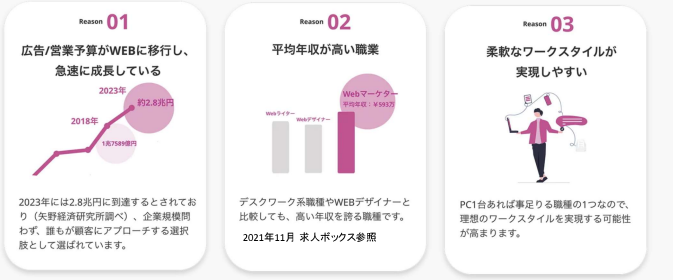 Reason 01
広告/営業予算がWEBに移行し、
急速に成長している
2023年
約2.8兆円
2018年
1兆7589億円
2023年には2.8兆円に到達するとされてお
り（矢野経済研究所調べ）、企業規模問
わず、誰もが顧客にアプローチする選択
肢として選ばれています。
Reason 02
平均年収が高い職業
Webマーケター
平均年収：￥593万
Webライター
Webデザイナー
デスクワーク系職種やWEBデザイナーと
比較しても、高い年収を誇る職種です。
2021年11月 求人ボックス参照
Reason 03
柔軟なワークスタイルが
実現しやすい
PC1台あれば事足りる職種の1つなので、
理想のワークスタイルを実現する可能性
が高まります。